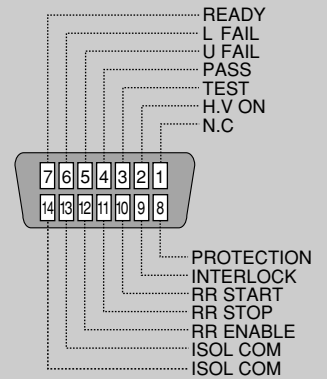 READY
L FAIL
U FAIL
PASS
TEST
H.V ON
N.C
7 6 5 4 3 2 1
14 13 12 11 10 9 8
PROTECTION
INTERLOCK
RR START
RR STOP
RR ENABLE
ISOL COM
ISOL COM